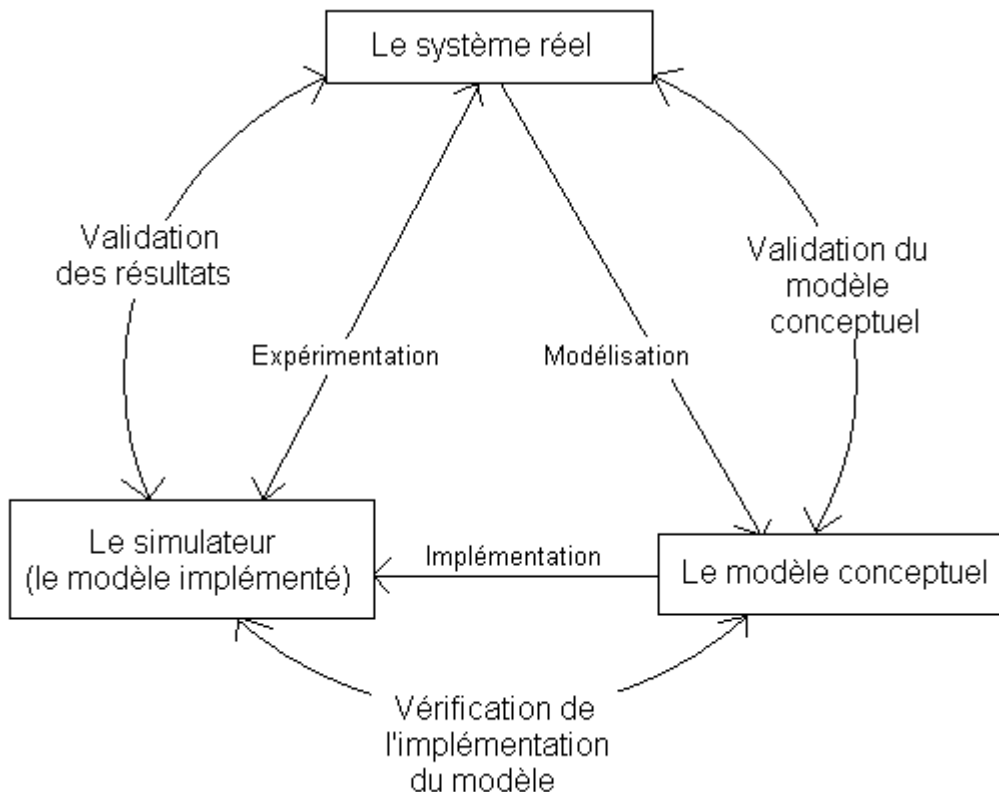 Le système réel
Validation
des résultats
Validation du
modèle
conceptuel
Expérimentation
Modélisation
Le simulateur
(le modèle implémenté)
Implémentation
Le modèle conceptuel
Vérification de
l'implémentation
du modèle